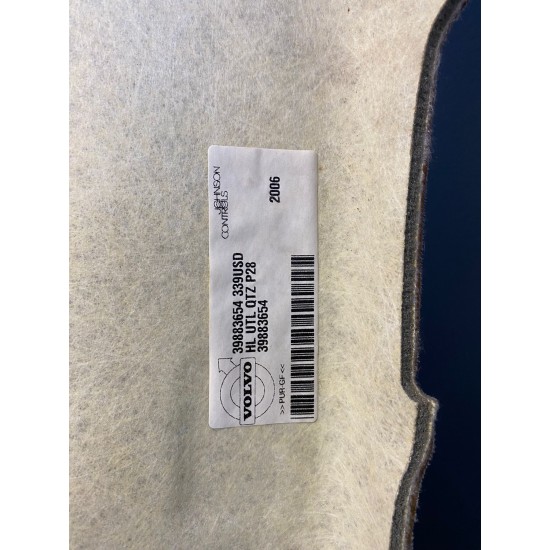 JOHNSON
CONTROLS
2006
39883654 339USD
HL UTL QTZ P28
39883654
VOLVO
>>PUR-GF<<